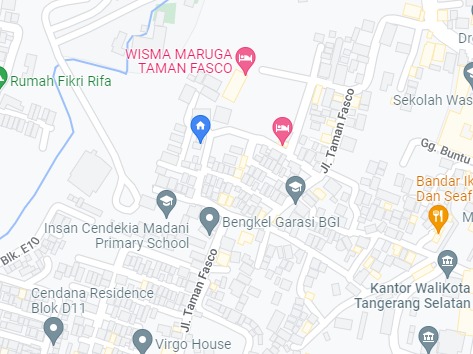 WISMA MARUGA
TAMAN FASCO
Dr
Rumah Fikri Rifa
Sekolah Was
Jl. Taman Fasco
Gg. Buntu
Bandar Ik
Dan Seaf
M
Insan Cendekia Madani
Primary School
Bengkel Garasi BGI
Blk. E10
Jl. Taman Fasco
Kantor WaliKota
Tangerang Selatan
Cendana Residence
Blok D11
Virgo House